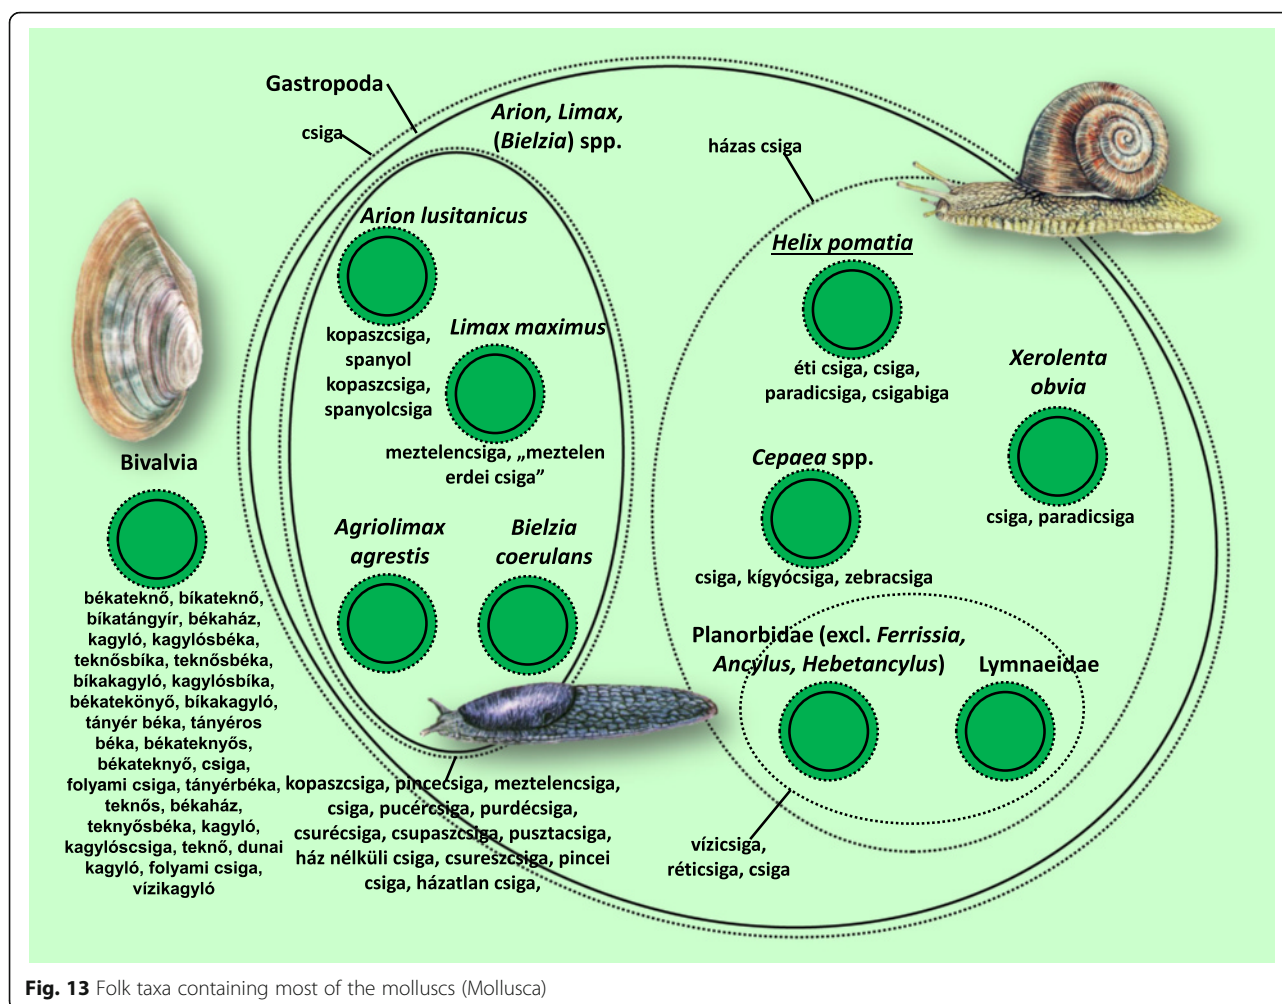 Gastropoda
csiga
Arion, Limax,
(Bielzia) spp.
házas csiga
Arion lusitanicus
kopaszcsiga,
spanyol
kopaszcsiga,
spanyolcsiga
Limax maximus
meztelencsiga, „meztelen
erdei csiga”
Agriolimax
agrestis
Bielzia
coerulans
kopaszcsiga, pincecsiga, meztelencsiga,
csiga, pucércsiga, purdécsiga,
csurécsiga, csupaszcsiga, pusztacsiga,
ház nélküli csiga, csureszcsiga, pincei
csiga, házatlan csiga,
Bivalvia
békateknő, bíkateknő,
bíkatángyír, békaház,
kagyló, kagylósbéka,
teknősbíka, teknősbéka,
bíkakagyló, kagylósbíka,
békatekönyő, bíkakagyló,
tányér béka, tányéros
béka, békateknyős,
békateknyő, csiga,
folyami csiga, tányérbéka,
teknős, békaház,
teknyősbéka, kagyló,
kagylóscsiga, teknő, dunai
kagyló, folyami csiga,
vízikagyló
Helix pomatia
éti csiga, csiga,
paradicsiga, csigabiga
Xerolenta
obvia
csiga, paradicsiga
Cepaea spp.
csiga, kígyócsiga, zebracsiga
Planorbidae (excl. Ferrissia,
Ancylus, Hebetancylus)
Lymnaeidae
vízicsiga,
réticsiga, csiga
Fig. 13 Folk taxa containing most of the molluscs (Mollusca)